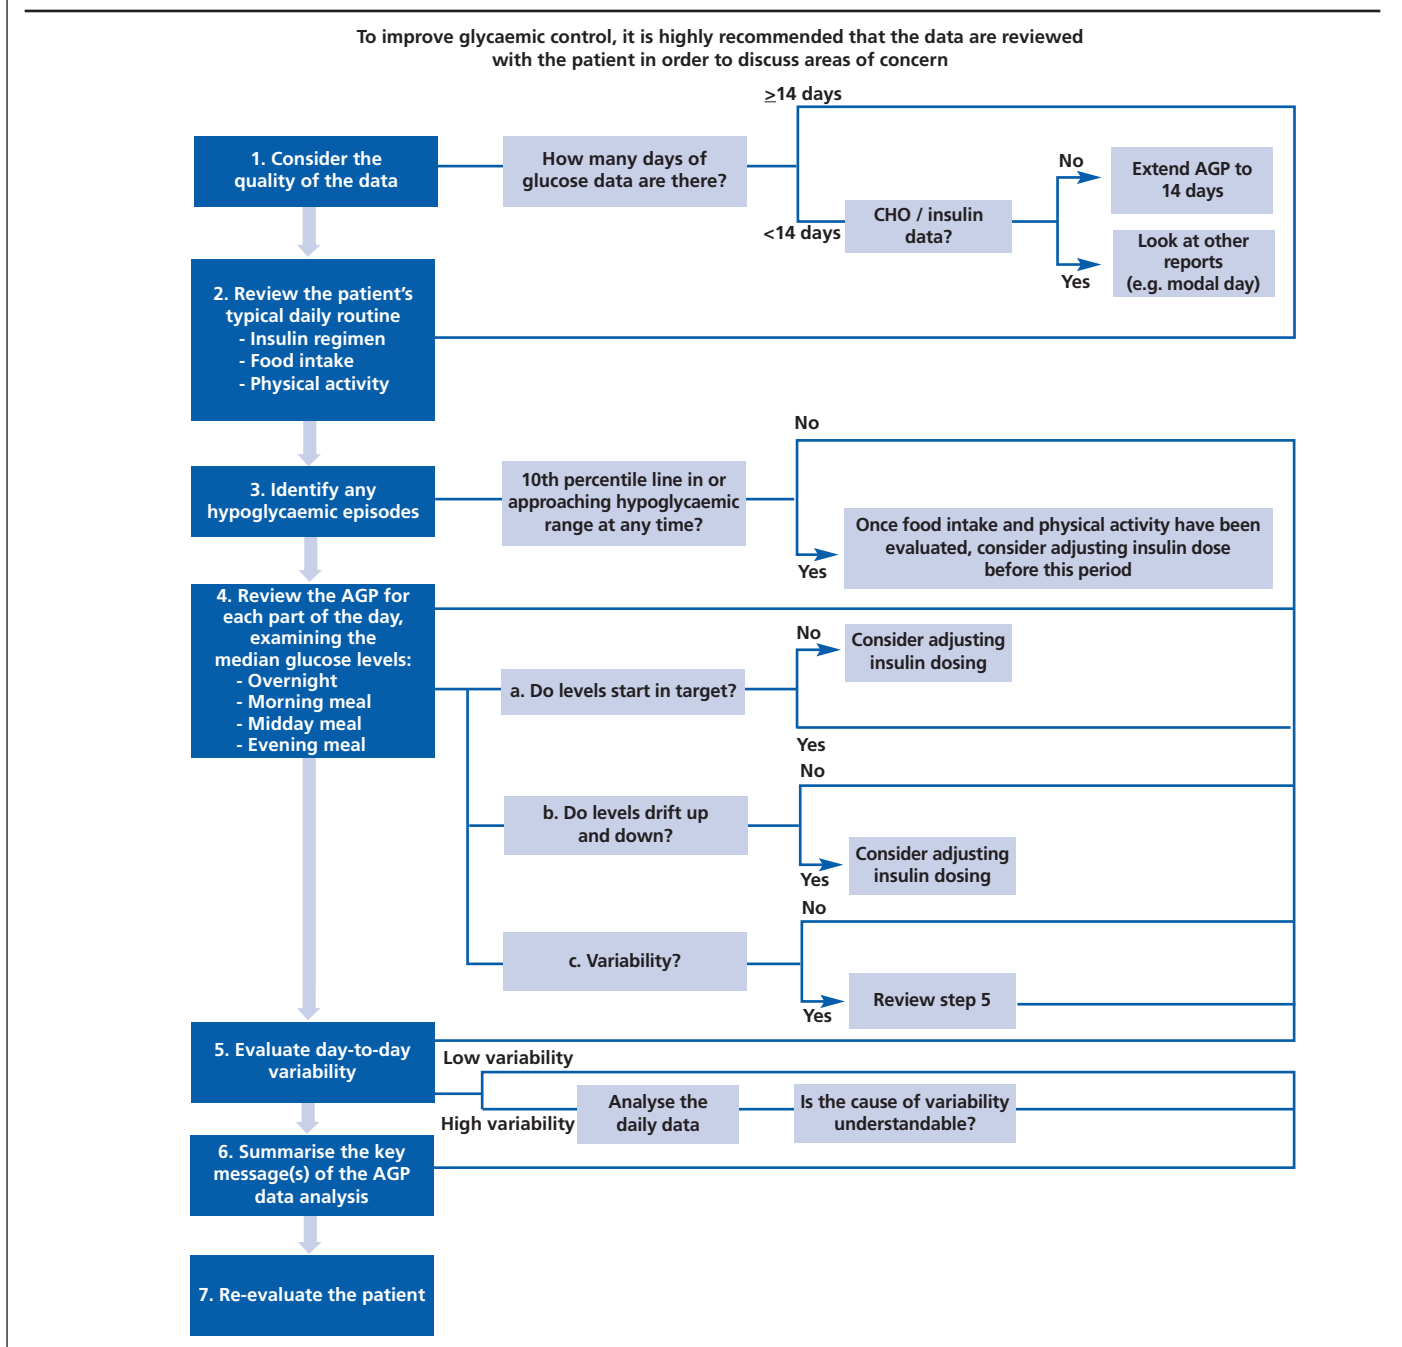 To improve glycaemic control, it is highly recommended that the data are reviewed
with the patient in order to discuss areas of concern
≥14 days
1. Consider the
quality of the data
How many days of
glucose data are there?
<14 days
CHO / insulin
data?
No
Extend AGP to
14 days
Yes
Look at other
reports
(e.g. modal day)
2. Review the patient’s
typical daily routine
- Insulin regimen
- Food intake
- Physical activity
3. Identify any
hypoglycaemic episodes
10th percentile line in or
approaching hypoglycaemic
range at any time?
No
Yes
Once food intake and physical activity have been
evaluated, consider adjusting insulin dose
before this period
4. Review the AGP for
each part of the day,
examining the
median glucose levels:
- Overnight
- Morning meal
- Midday meal
- Evening meal
a. Do levels start in target?
No
Consider adjusting
insulin dosing
Yes
b. Do levels drift up
and down?
No
Yes
Consider adjusting
insulin dosing
c. Variability?
No
Yes
Review step 5
5. Evaluate day-to-day
variability
Low variability
High variability
Analyse the
daily data
Is the cause of variability
understandable?
6. Summarise the key
message(s) of the AGP
data analysis
7. Re-evaluate the patient